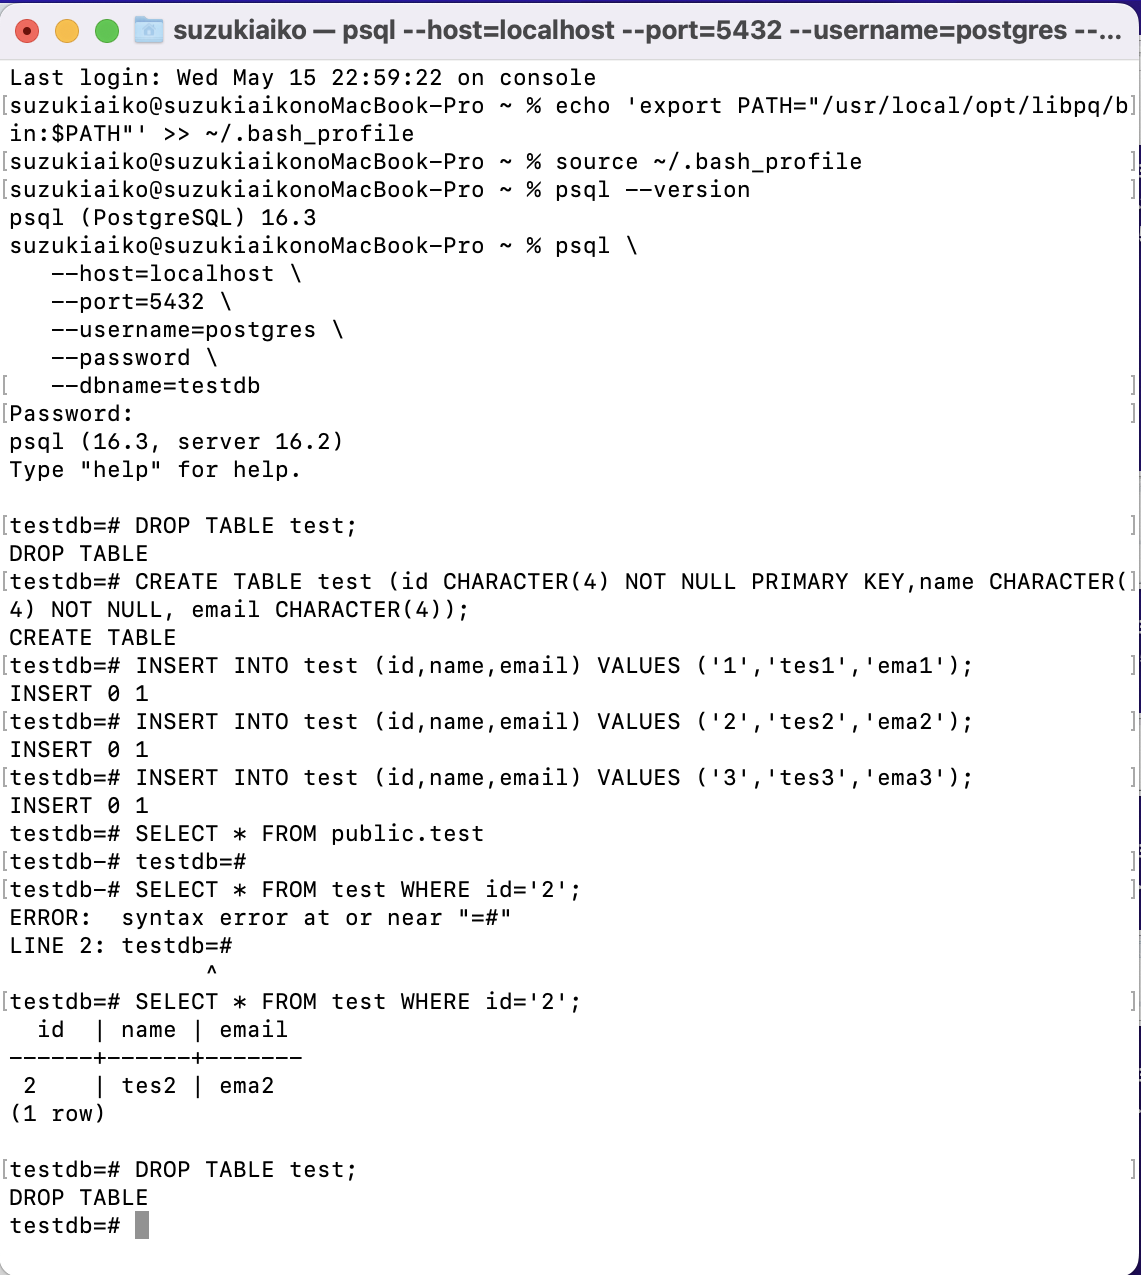 suzukiaiko — psql --host=localhost --port=5432 --username=postgres --...
Last login: Wed May 15 22:59:22 on console
[suzukiaiko@suzukiaikonoMacBook-Pro ~ % echo 'export PATH="/usr/local/opt/libpq/b]
in:$PATH"' >> ~/.bash_profile
[suzukiaiko@suzukiaikonoMacBook-Pro ~ % source ~/.bash_profile ]
[suzukiaiko@suzukiaikonoMacBook-Pro ~ % psql --version ]
psql (PostgreSQL) 16.3
suzukiaiko@suzukiaikonoMacBook-Pro ~ % psql \
   --host=localhost \
   --port=5432 \
   --username=postgres \
   --password \
[   --dbname=testdb ]
[Password: ]
psql (16.3, server 16.2)
Type "help" for help.

[testdb=# DROP TABLE test; ]
DROP TABLE
[testdb=# CREATE TABLE test (id CHARACTER(4) NOT NULL PRIMARY KEY,name CHARACTER(]
4) NOT NULL, email CHARACTER(4));
CREATE TABLE
[testdb=# INSERT INTO test (id,name,email) VALUES ('1','tes1','ema1'); ]
INSERT 0 1
[testdb=# INSERT INTO test (id,name,email) VALUES ('2','tes2','ema2'); ]
INSERT 0 1
[testdb=# INSERT INTO test (id,name,email) VALUES ('3','tes3','ema3'); ]
INSERT 0 1
testdb=# SELECT * FROM public.test
[testdb-# testdb=# ]
[testdb-# SELECT * FROM test WHERE id='2'; ]
ERROR:  syntax error at or near "=#"
LINE 2: testdb=#
              ^
[testdb=# SELECT * FROM test WHERE id='2'; ]
  id  | name | email
------+------+-------
 2    | tes2 | ema2
(1 row)

[testdb=# DROP TABLE test; ]
DROP TABLE
testdb=#